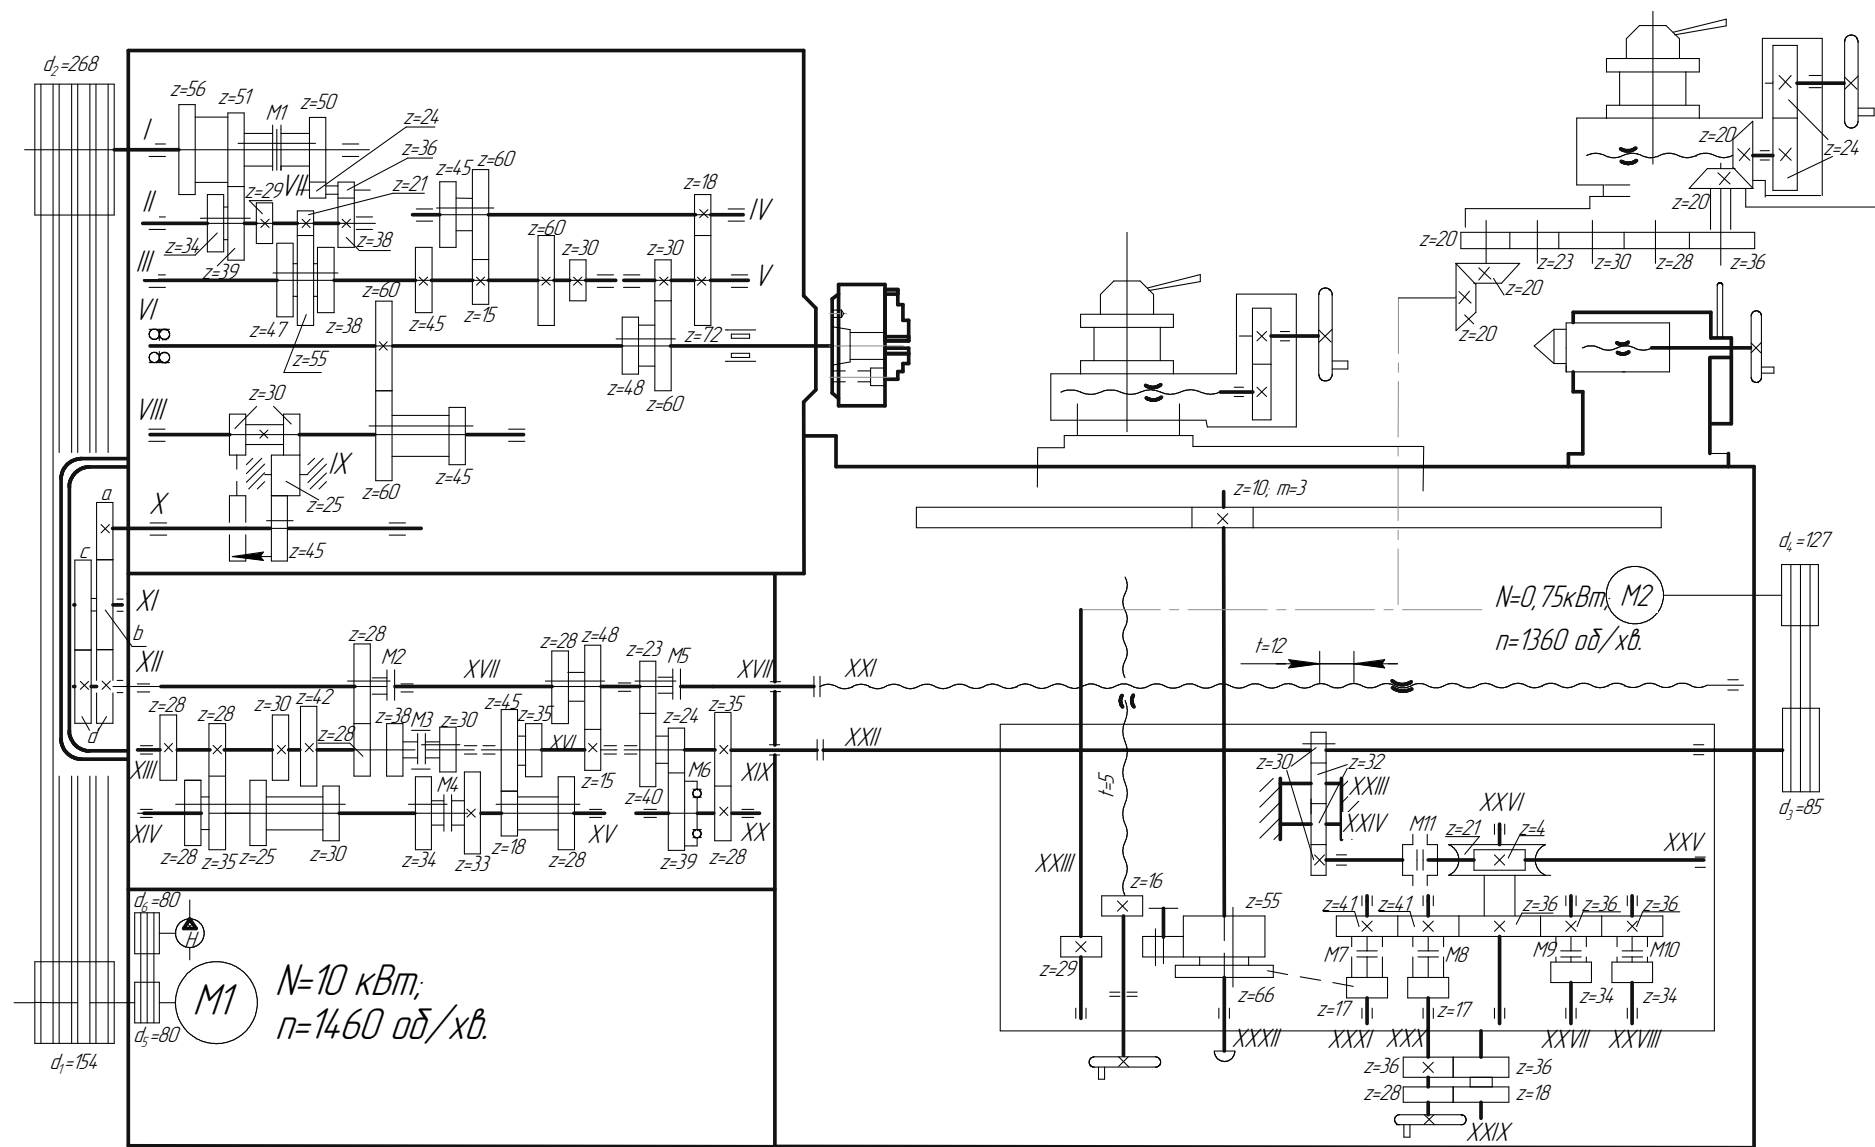 d₂=268
z=56
z=51
M1
z=50
z=24
z=36
z=21
I
II
z=29
VII
z=34
z=39
z=38
III
z=45
z=60
z=18
IV
z=60
z=30
z=30
V
VI
z=47
z=55
z=38
z=60
z=45
z=15
z=72
z=48
z=60
VIII
z=30
IX
z=25
z=60
z=45
X
z=45
a
c
XI
b
XII
d
z=28
M2
XVII
z=28
z=48
z=23
M5
XVII
XXI
t=12
z=28
z=28
z=30
z=42
z=28
z=38
M3
z=30
z=45
z=35
XVI
z=15
z=24
z=35
XXII
XIII
M4
z=40
M6
XIX
XIV
z=28
z=35
z=25
z=30
z=34
z=33
z=18
z=28
XV
z=39
z=28
XX
d₆=80
H
M1
N=10 кВт;
n=1460 об/хв.
d₅=80
d₁=154
z=20
z=24
z=20
z=20
z=23
z=30
z=28
z=36
z=20
z=20
z=10; m=3
N=0,75кВт;
M2
n=1360 об/хв.
d₄=127
d₃=85
t=5
z=30
z=32
XXIII
XXIV
M11
z=21
XXVI
z=4
XXV
XXIII
z=16
z=55
z=29
z=66
z=41
z=41
z=36
z=36
z=36
M7
M8
M9
M10
z=17
z=17
z=34
z=34
XXXII
XXXI
XXX
XXVII
XXVIII
z=36
z=36
z=28
z=18
XXIX